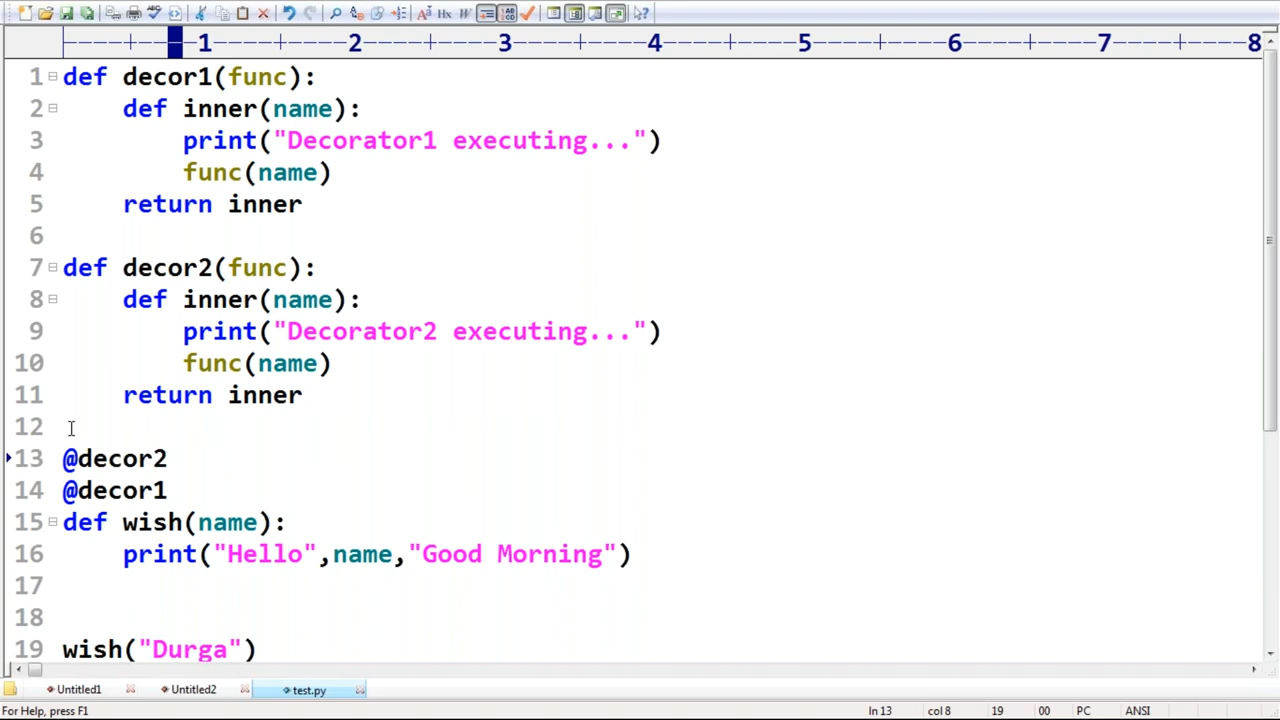 1 2 3 4 5 6 7 8
1 def decor1(func):
2     def inner(name):
3         print("Decorator1 executing...")
4         func(name)
5     return inner
6
7 def decor2(func):
8     def inner(name):
9         print("Decorator2 executing...")
10         func(name)
11     return inner
12
13 @decor2
14 @decor1
15 def wish(name):
16     print("Hello",name,"Good Morning")
17
18
19 wish("Durga")
Untitled1 Untitled2 test.py
For Help, press F1 ln 13 col 8 19 00 PC ANSI